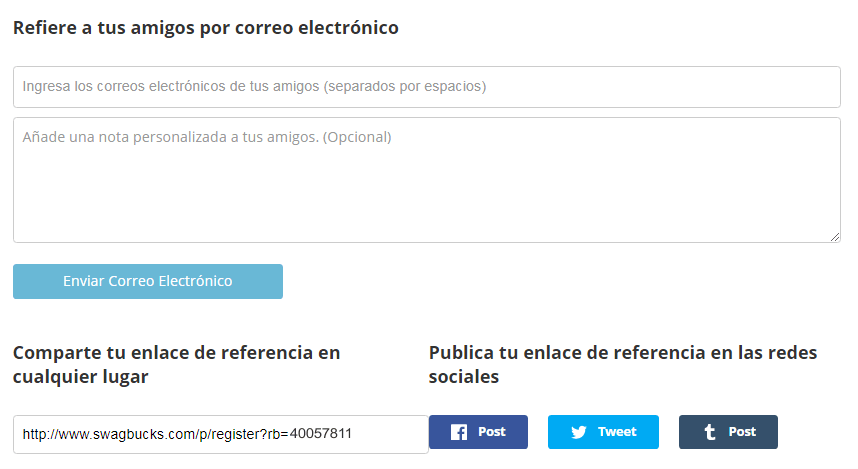 Refiere a tus amigos por correo electrónico
Ingresa los correos electrónicos de tus amigos (separados por espacios)
Añade una nota personalizada a tus amigos. (Opcional)
Enviar Correo Electrónico
Comparte tu enlace de referencia en
cualquier lugar
http://www.swagbucks.com/p/register?rb=40057811
Publica tu enlace de referencia en las redes
sociales
Post
Tweet
Post